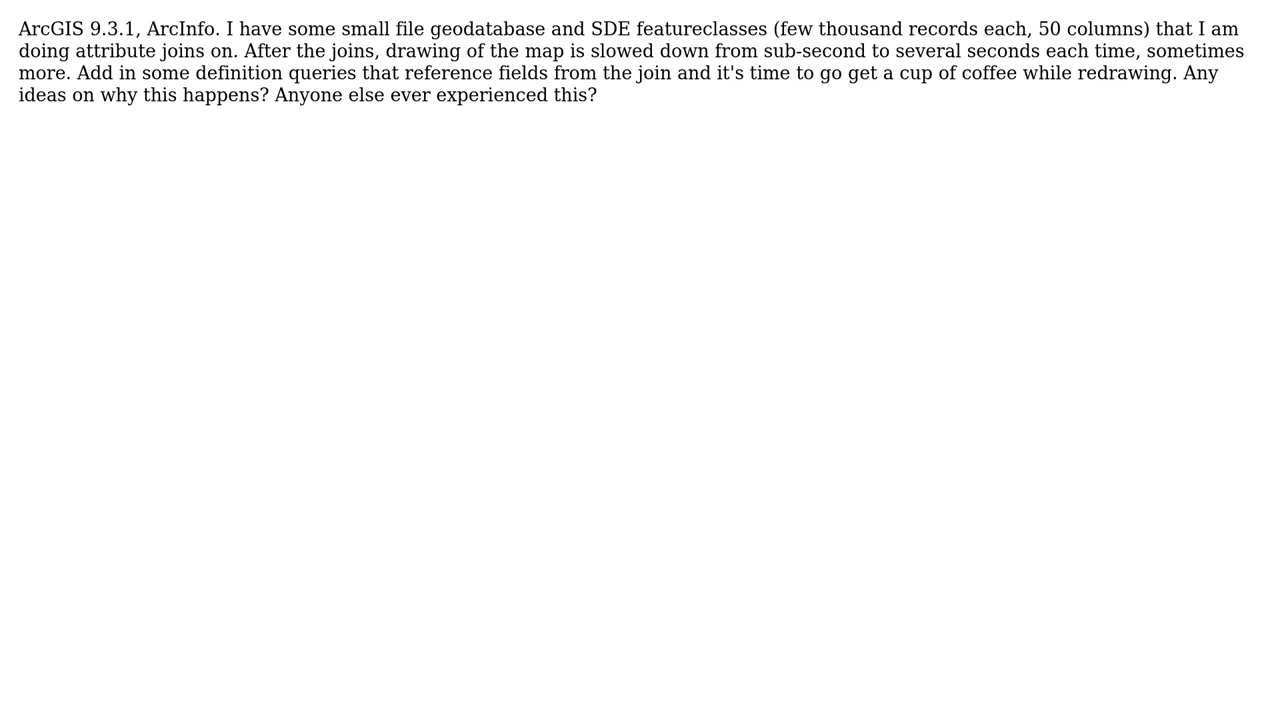 ArcGIS 9.3.1, ArcInfo. I have some small file geodatabase and SDE featureclasses (few thousand records each, 50 columns) that I am
doing attribute joins on. After the joins, drawing of the map is slowed down from sub-second to several seconds each time, sometimes
more. Add in some definition queries that reference fields from the join and it's time to go get a cup of coffee while redrawing. Any
ideas on why this happens? Anyone else ever experienced this?